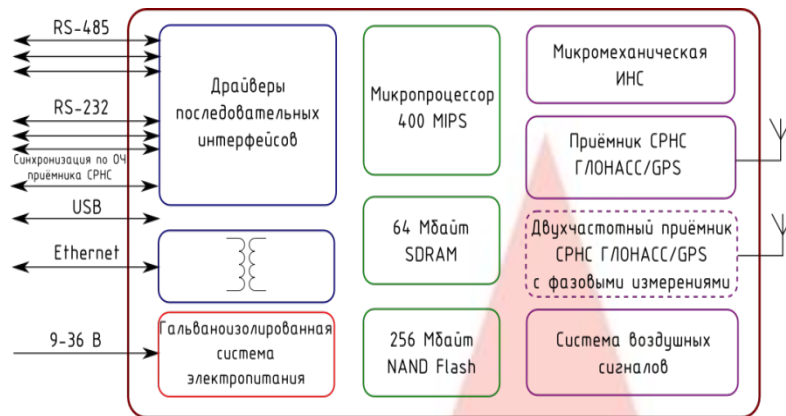 RS-485
RS-232
Синхронизация по ОЧ
приёмника СРНС
USB
Ethernet
9-36 В
Драйверы
последовательных
интерфейсов
Гальваноизолированная
система
электропитания
Микропроцессор
400 MIPS
64 Мбайт
SDRAM
256 Мбайт
NAND Flash
Микромеханическая
ИНС
Приёмник СРНС
ГЛОНАСС/GPS
Двухчастотный приёмник
СРНС ГЛОНАСС/GPS
с фазовыми измерениями
Система воздушных
сигналов